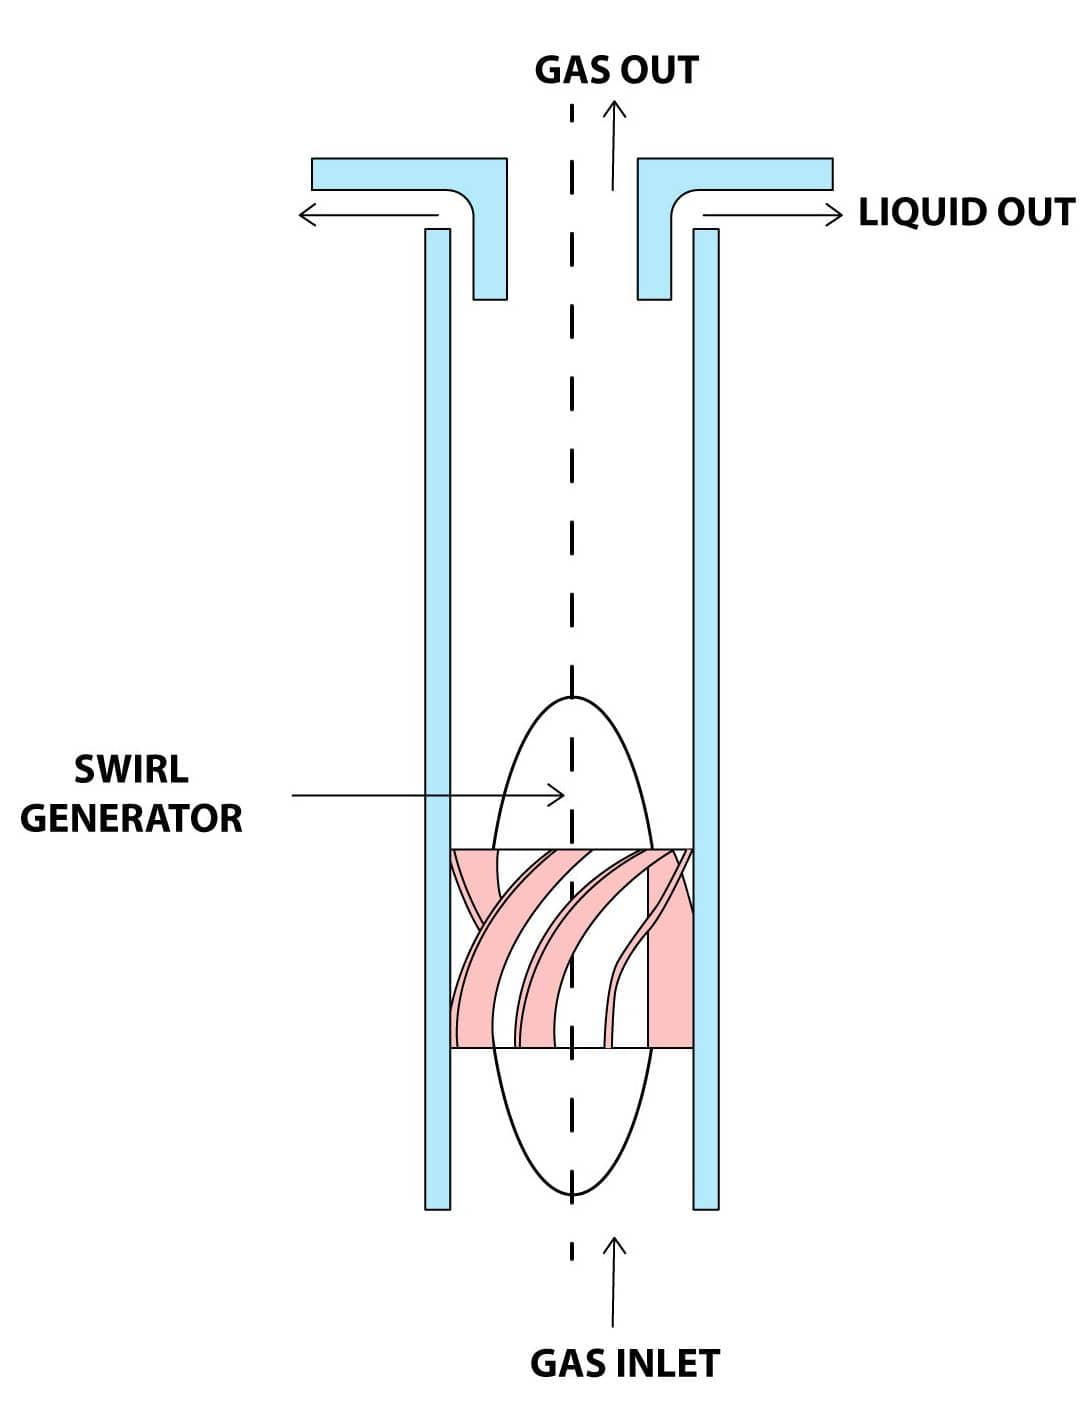 GAS OUT
LIQUID OUT
SWIRL
GENERATOR
GAS INLET